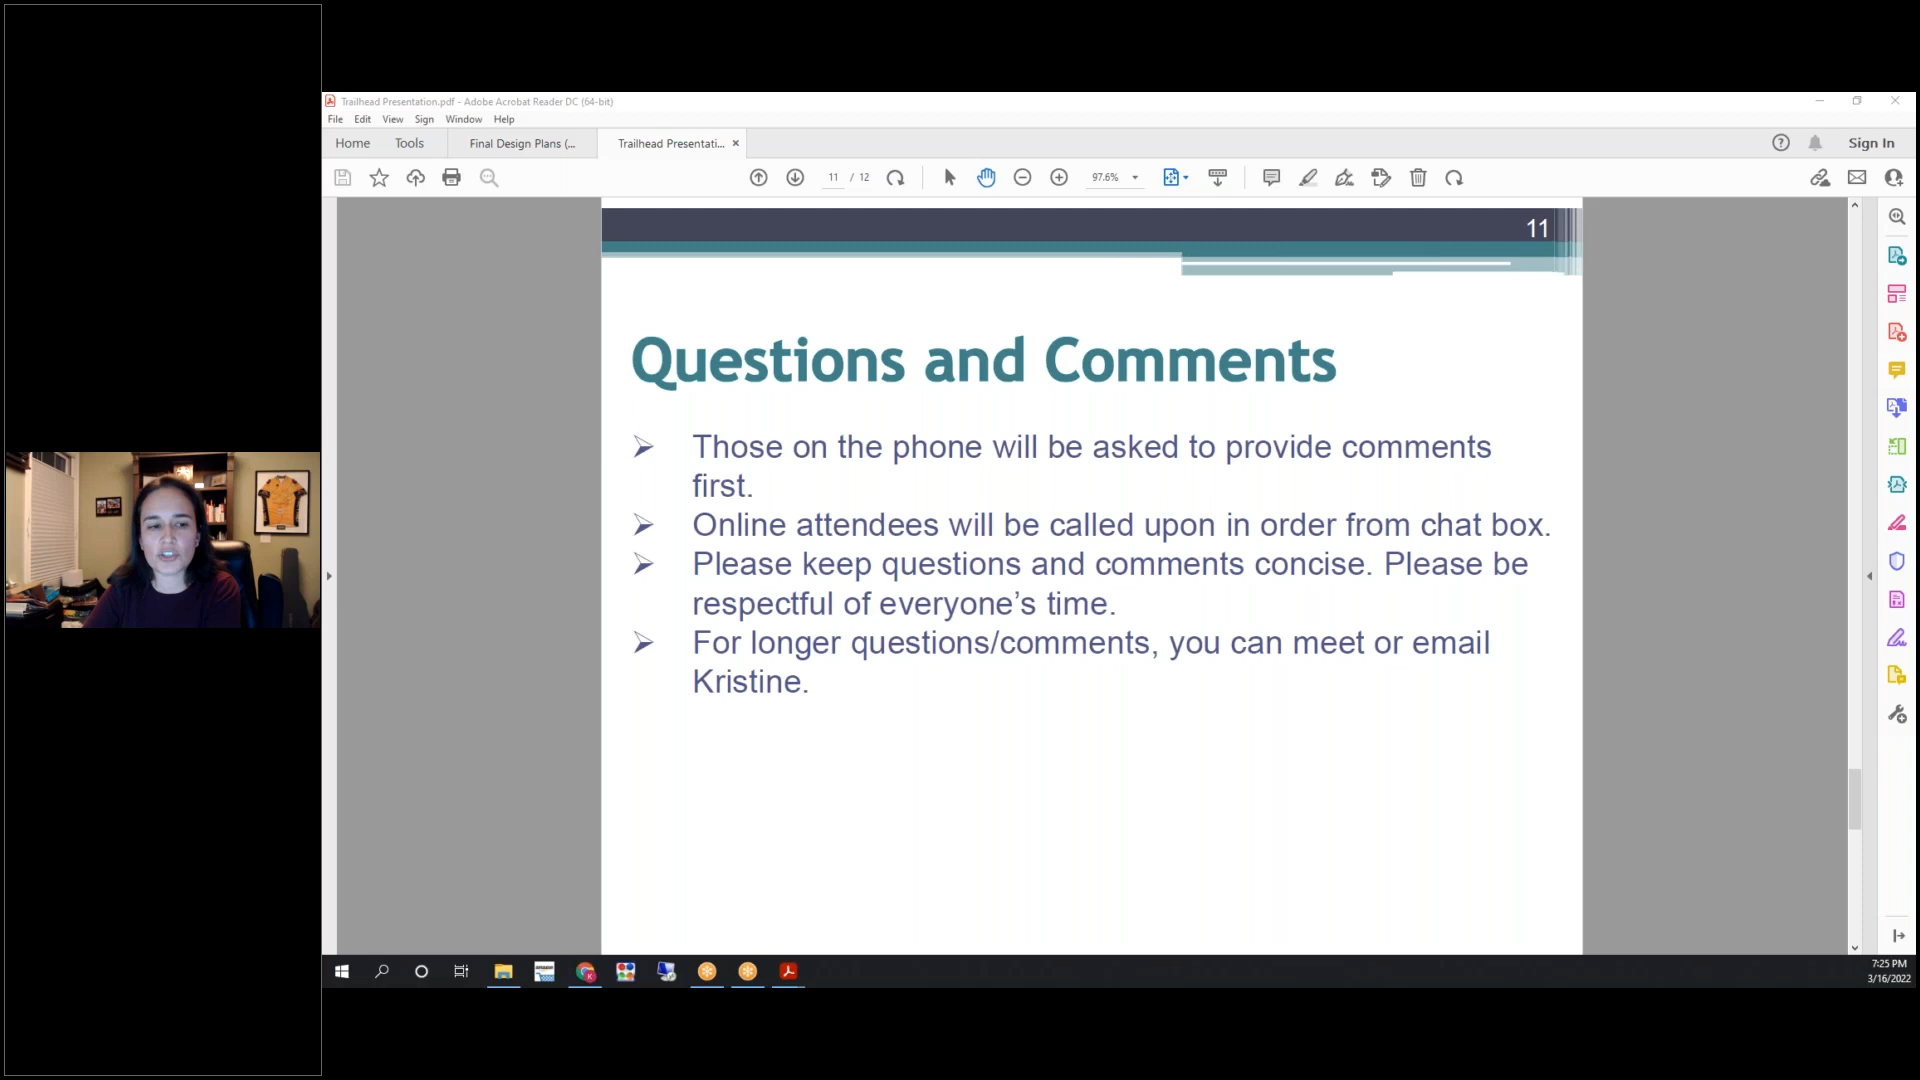 Trailhead Presentation.pdf - Adobe Acrobat Reader DC (64-bit)
File Edit View Sign Window Help
Home Tools Final Design Plans (... Trailhead Presentati... × Sign In
11 / 12 97.6%
11
Questions and Comments
➢ Those on the phone will be asked to provide comments
first.
➢ Online attendees will be called upon in order from chat box.
➢ Please keep questions and comments concise. Please be
respectful of everyone’s time.
➢ For longer questions/comments, you can meet or email
Kristine.
7:25 PM
3/16/2022